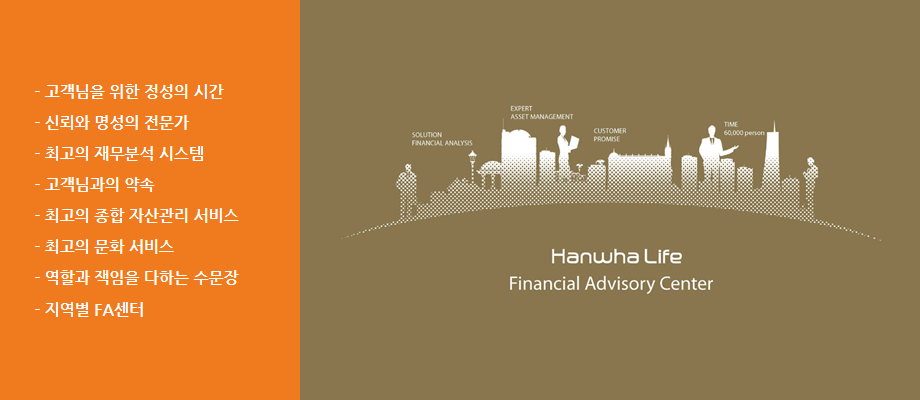 - 고객님을 위한 정성의 시간
- 신뢰와 명성의 전문가
- 최고의 재무분석 시스템
- 고객님과의 약속
- 최고의 종합 자산관리 서비스
- 최고의 문화 서비스
- 역할과 잭임을 다하는 수문장
- 지역별 FA센터
EXPERT
ASSET MANAGEMENT
SOLUTION
FINANCIAL ANALYSIS
CUSTOMER
PROMISE
TIME
60,000 person
Hanwha Life
Financial Advisory Center